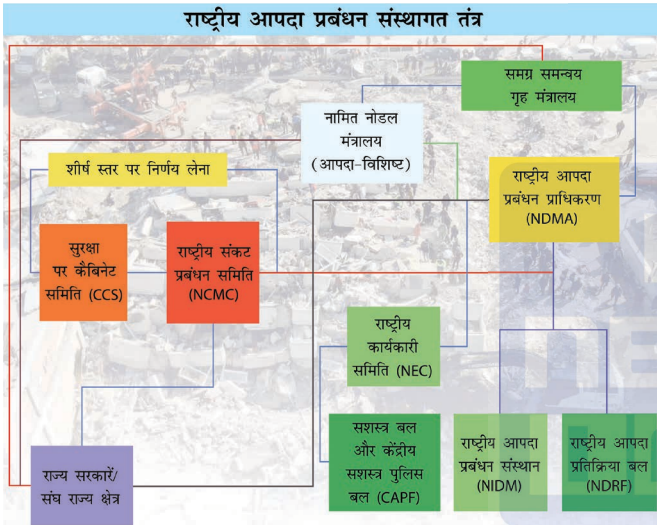 राष्ट्रीय आपदा प्रबंधन संस्थागत तंत्र
समग्र समन्वय
गृह मंत्रालय
नामित नोडल
मंत्रालय
(आपदा-विशिष्ट)
शीर्ष स्तर पर निर्णय लेना
राष्ट्रीय आपदा
प्रबंधन प्राधिकरण
(NDMA)
सुरक्षा
पर कैबिनेट
समिति (CCS)
राष्ट्रीय संकट
प्रबंधन समिति
(NCMC)
राष्ट्रीय
कार्यकारी
समिति (NEC)
राज्य सरकारें/
संघ राज्य क्षेत्र
सशस्त्र बल
और केंद्रीय
सशस्त्र पुलिस
बल (CAPF)
राष्ट्रीय आपदा
प्रबंधन संस्थान
(NIDM)
राष्ट्रीय आपदा
प्रतिक्रिया बल
(NDRF)